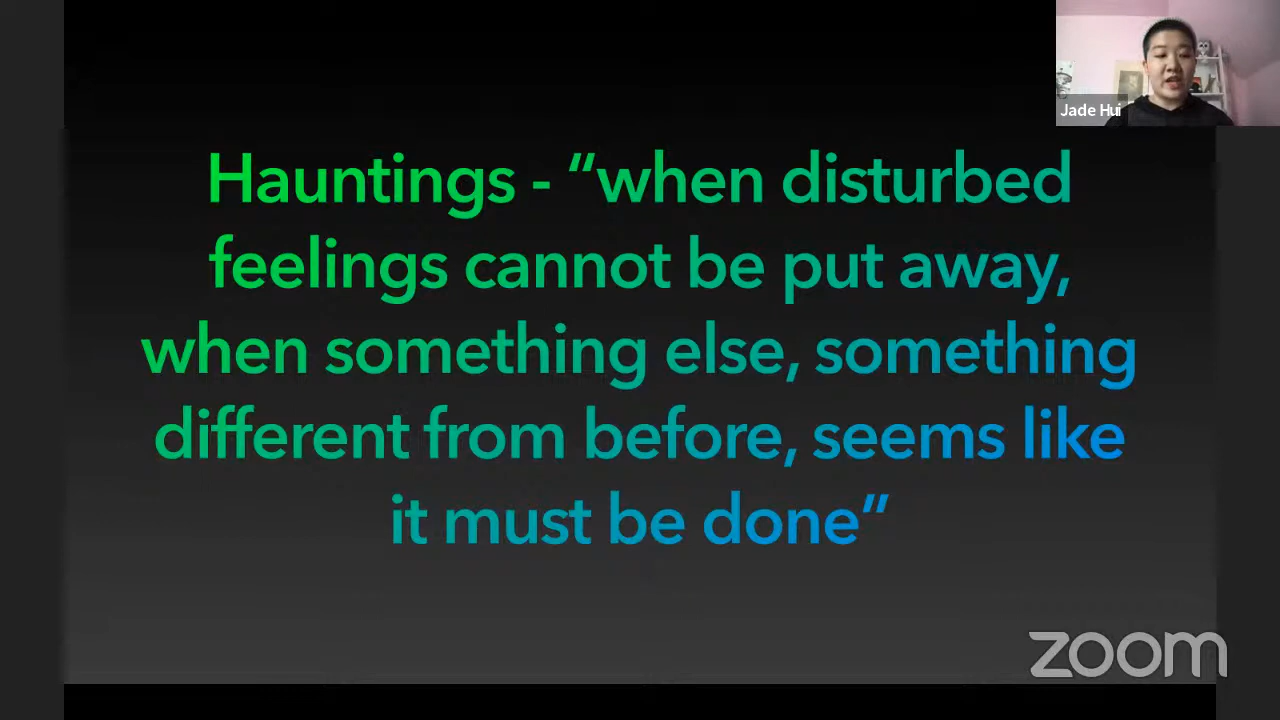 Jade Hui
Hauntings - “when disturbed
feelings cannot be put away,
when something else, something
different from before, seems like
it must be done”
zoom